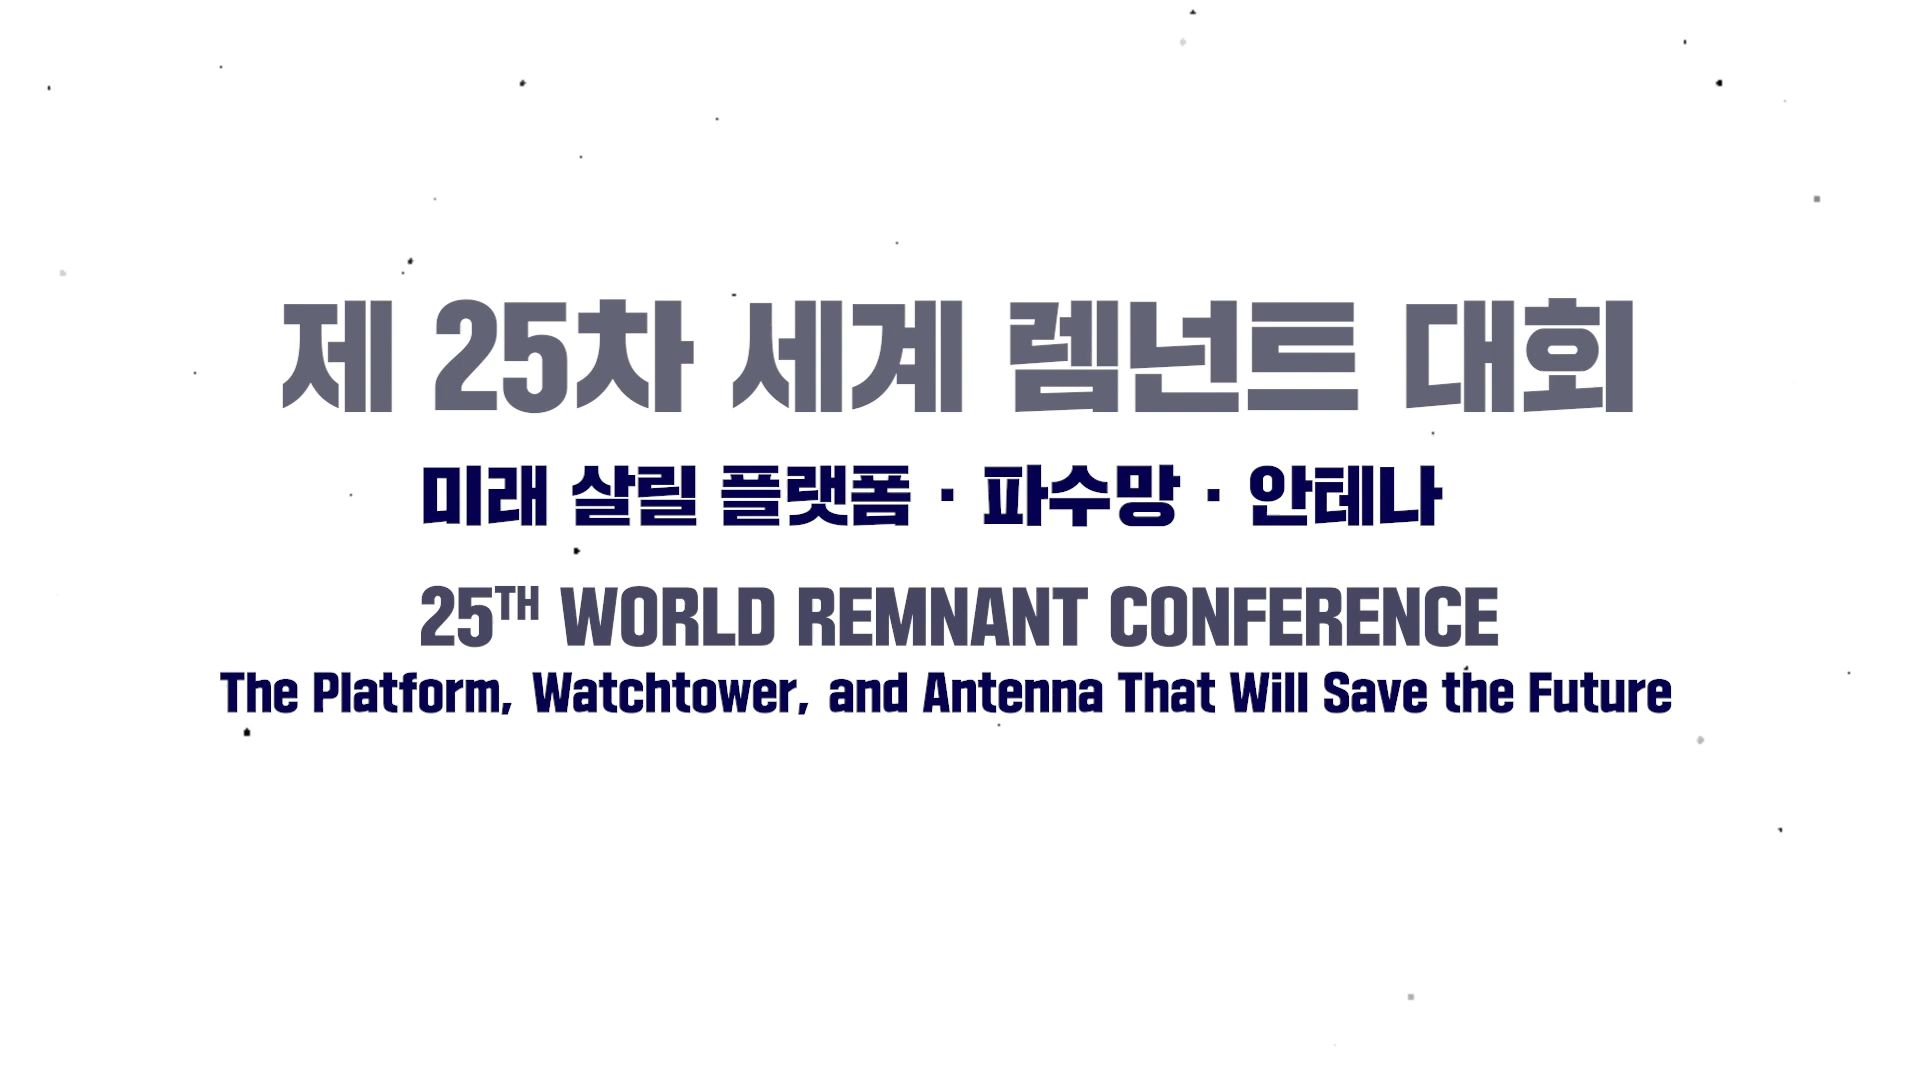 제 25차 세계 렘넌트 대회
미래 살릴 플랫폼 · 파수망 · 안테나
25TH WORLD REMNANT CONFERENCE
The Platform, Watchtower, and Antenna That Will Save the Future